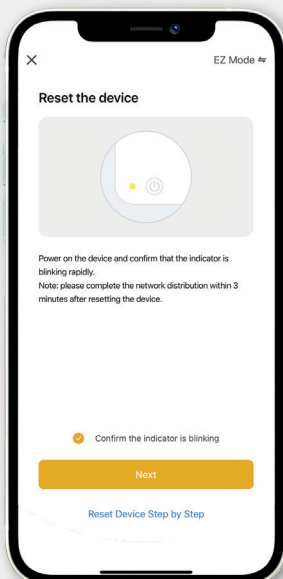 EZ Mode ⇋
Reset the device
Power on the device and confirm that the indicator is
blinking rapidly.
Note: please complete the network distribution within 3
minutes after resetting the device.
Confirm the indicator is blinking
Next
Reset Device Step by Step